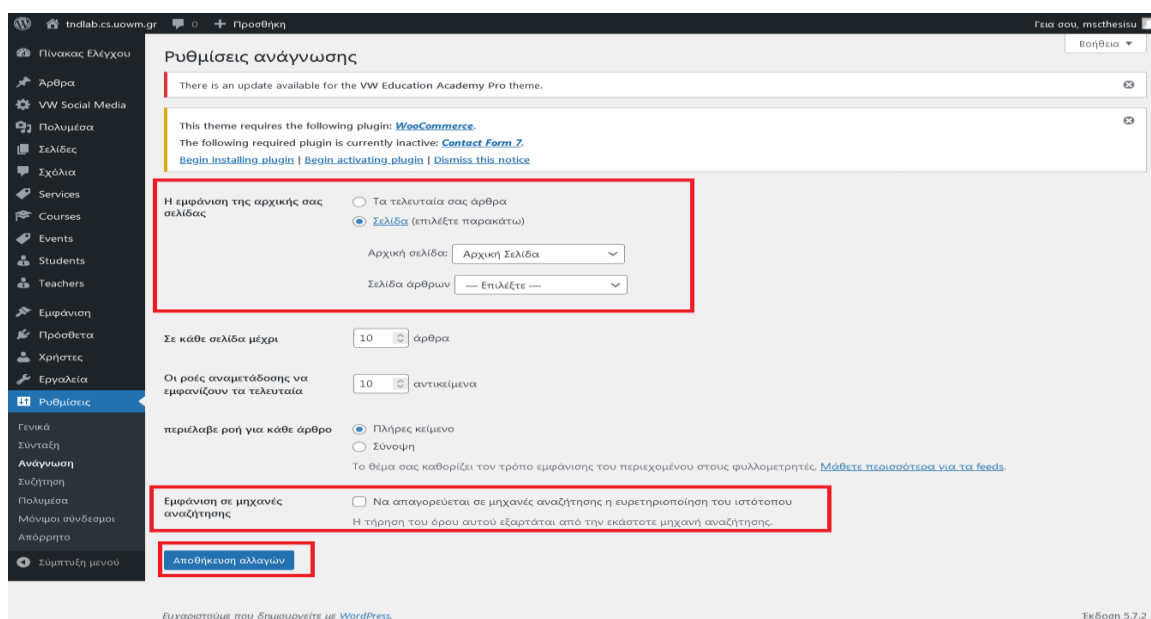 tndlab.cs.uowm.gr 0 + Προσθήκη Γεια σου, mscthesisu
Βοήθεια ▼
Πίνακας Ελέγχου
Άρθρα
VW Social Media
Πολυμέσα
Σελίδες
Σχόλια
Services
Courses
Events
Students
Teachers
Εμφάνιση
Πρόσθετα
Χρήστες
Εργαλεία
Ρυθμίσεις
Γενικά
Σύνταξη
Ανάγνωση
Συζήτηση
Πολυμέσα
Μόνιμοι σύνδεσμοι
Απόρρητο
Σύμπτυξη μενού
Ρυθμίσεις ανάγνωσης
There is an update available for the VW Education Academy Pro theme.
This theme requires the following plugin: WooCommerce.
The following required plugin is currently inactive: Contact Form 7.
Begin installing plugin | Begin activating plugin | Dismiss this notice
Η εμφάνιση της αρχικής σας
σελίδας
Τα τελευταία σας άρθρα
Σελίδα (επιλέξτε παρακάτω)
Αρχική σελίδα: Αρχική Σελίδα
Σελίδα άρθρων — Επιλέξτε —
Σε κάθε σελίδα μέχρι 10 άρθρα
Οι ροές αναμετάδοσης να
εμφανίζουν τα τελευταία
10 αντικείμενα
περιέλαβε ροή για κάθε άρθρο
Πλήρες κείμενο
Σύνοψη
Το θέμα σας καθορίζει τον τρόπο εμφάνισης του περιεχομένου στους φυλλομετρητές. Μάθετε περισσότερα για τα feeds.
Εμφάνιση σε μηχανές
αναζήτησης
Να απαγορεύεται σε μηχανές αναζήτησης η ευρετηριοποίηση του ιστότοπου
Η τήρηση του όρου αυτού εξαρτάται από την εκάστοτε μηχανή αναζήτησης.
Αποθήκευση αλλαγών
Ευχαριστούμε που δημιουργείτε με WordPress.
Έκδοση 5.7.2